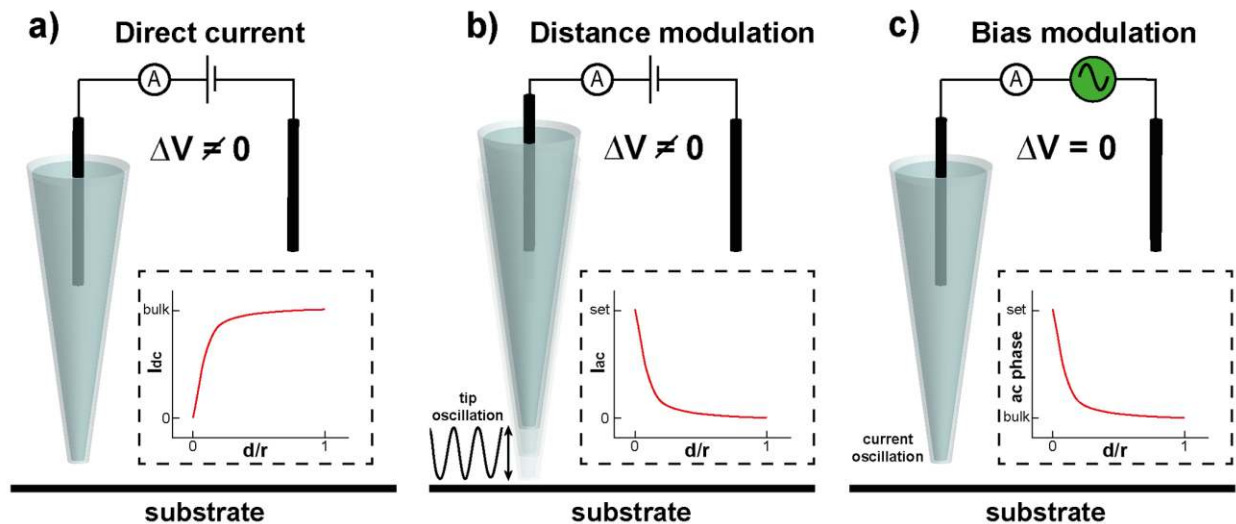 a) Direct current
A
ΔV ≠ 0
bulk
Idc
0
0
1
d/r
substrate
b) Distance modulation
A
ΔV ≠ 0
set
Iac
0
0
1
d/r
tip
oscillation
substrate
c) Bias modulation
A
ΔV = 0
set
ac phase
bulk
0
1
d/r
current
oscillation
substrate